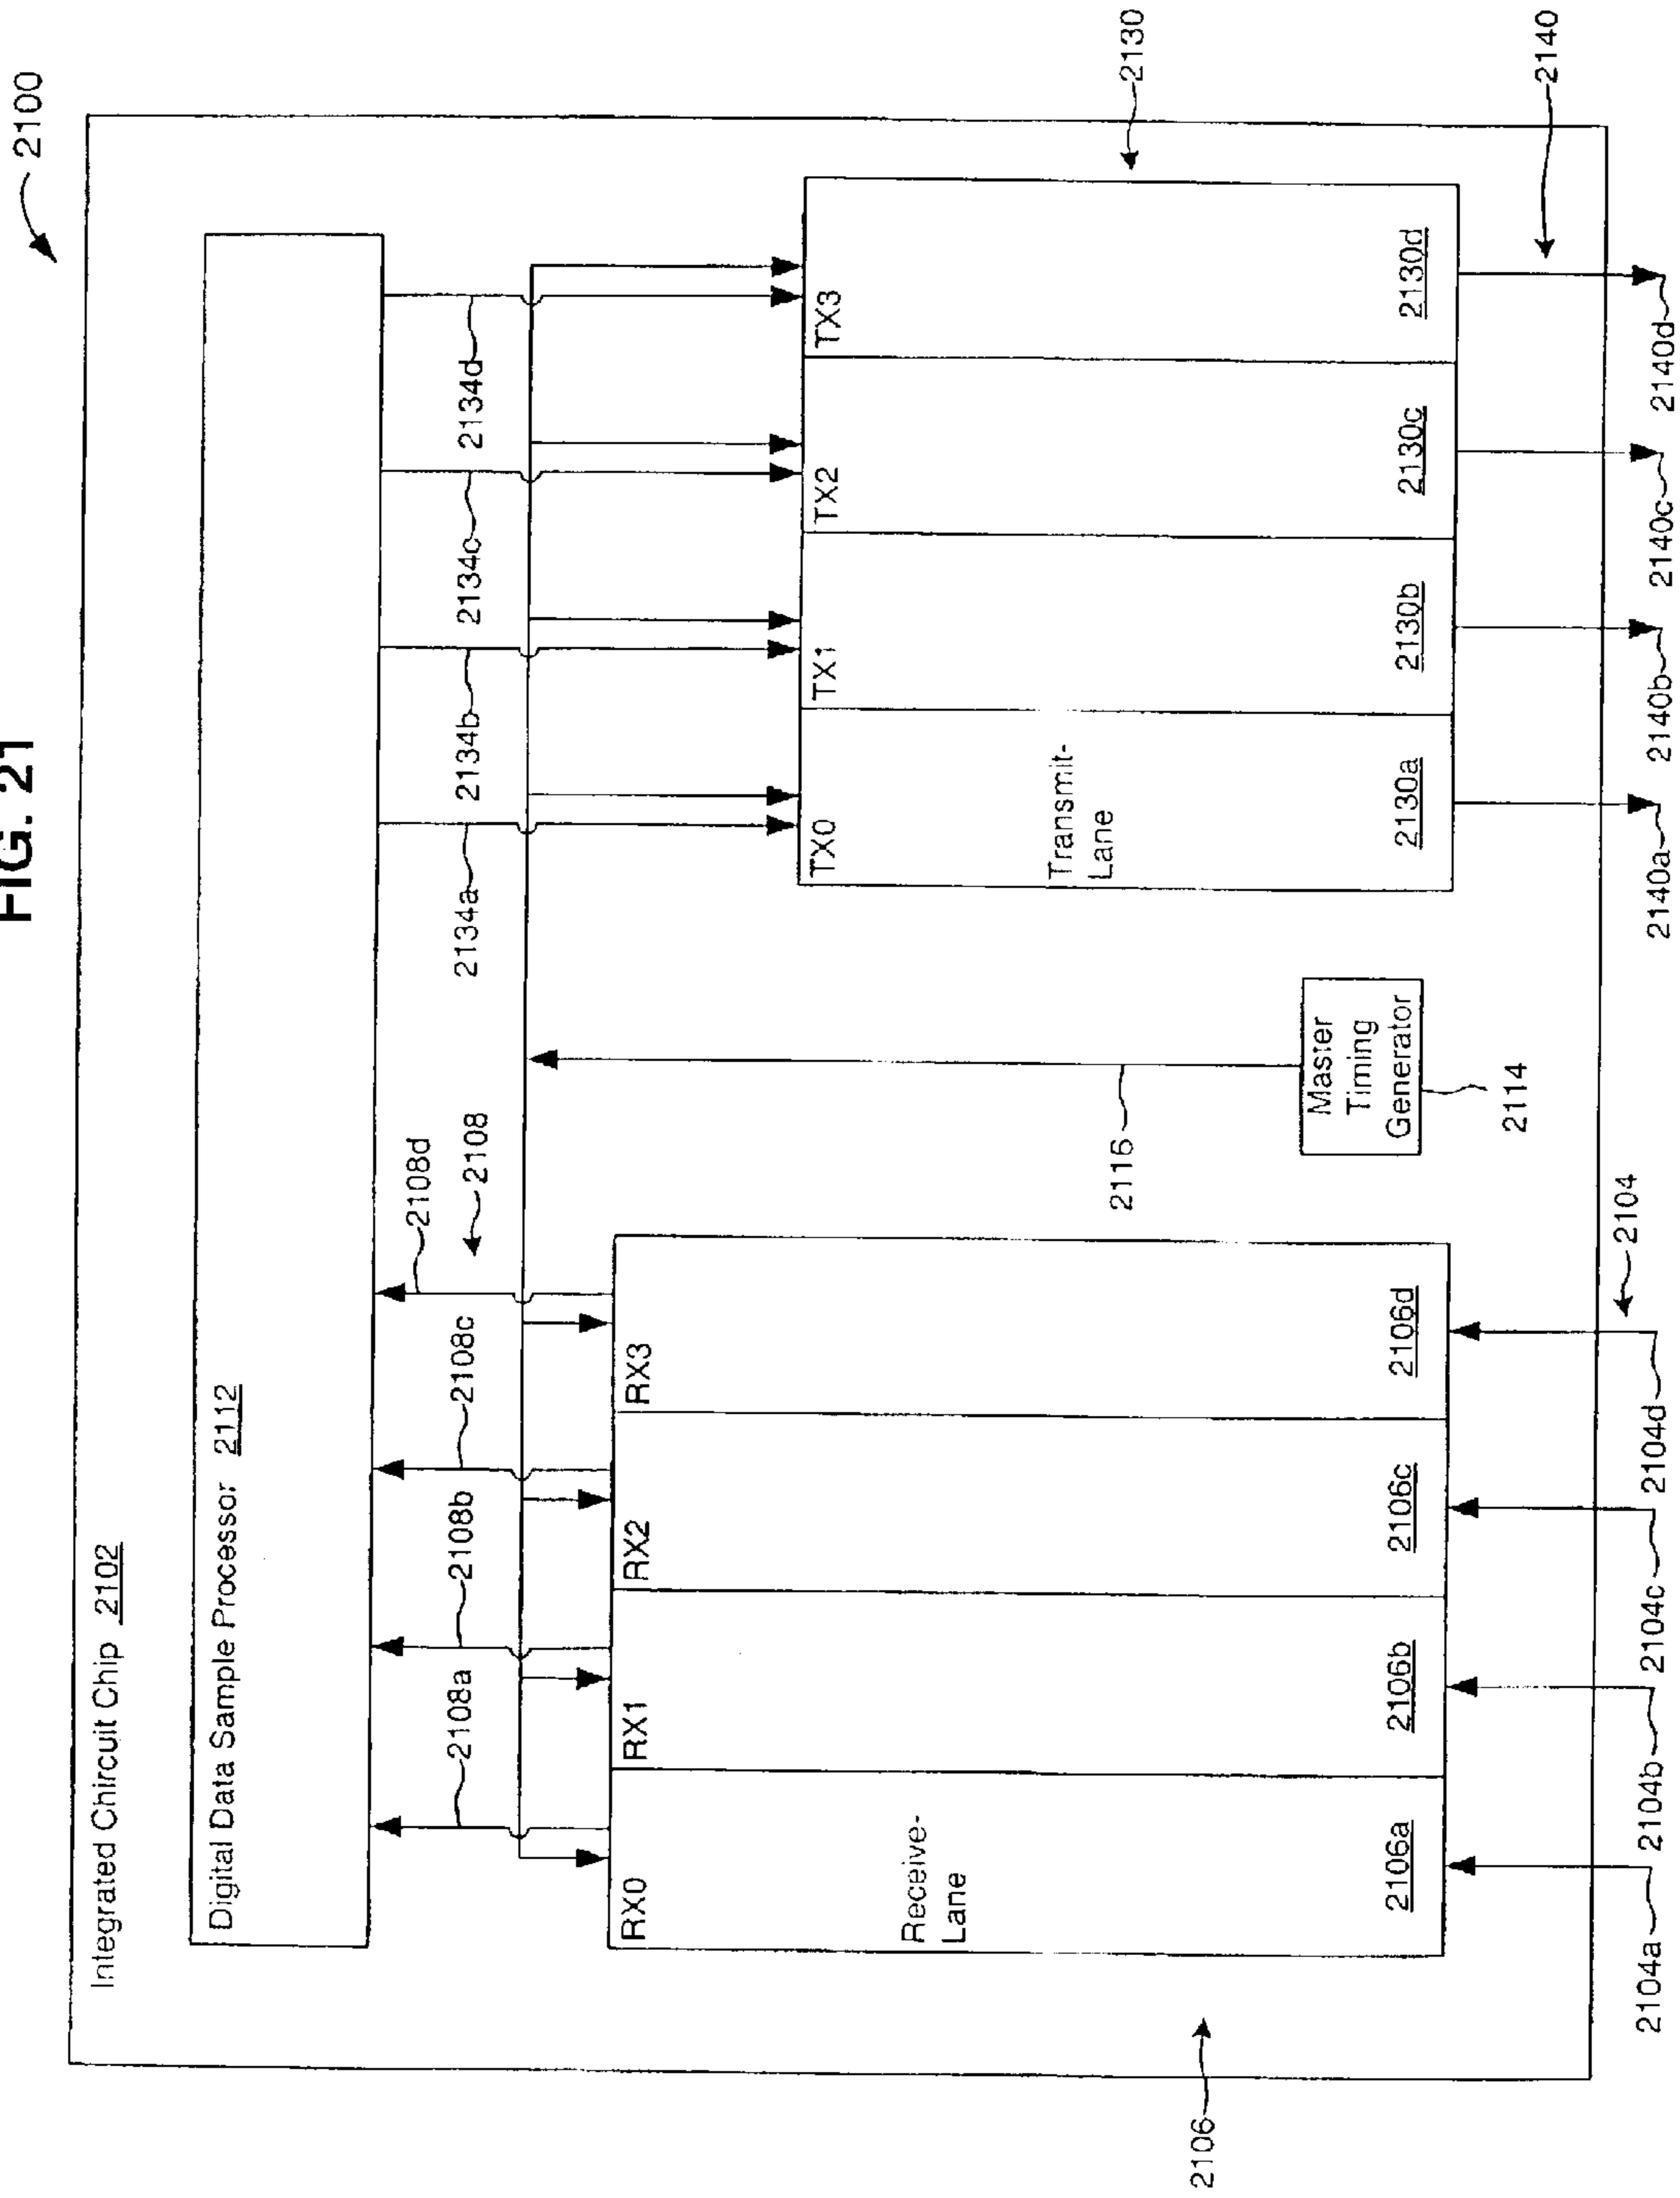 FIG. 21
2100
Integrated Chircuit Chip 2102
Digital Data Sample Processor 2112
2108a
2108b
2108c
2108d
2108
2134a
2134b
2134c
2134d
RX0
RX1
RX2
RX3
Receive-
Lane
2106a
2106b
2106c
2106d
2106
2116
Master
Timing
Generator
2114
TX0
TX1
TX2
TX3
Transmit-
Lane
2130a
2130b
2130c
2130d
2130
2104a
2104b
2104c
2104d
2104
2140a
2140b
2140c
2140d
2140